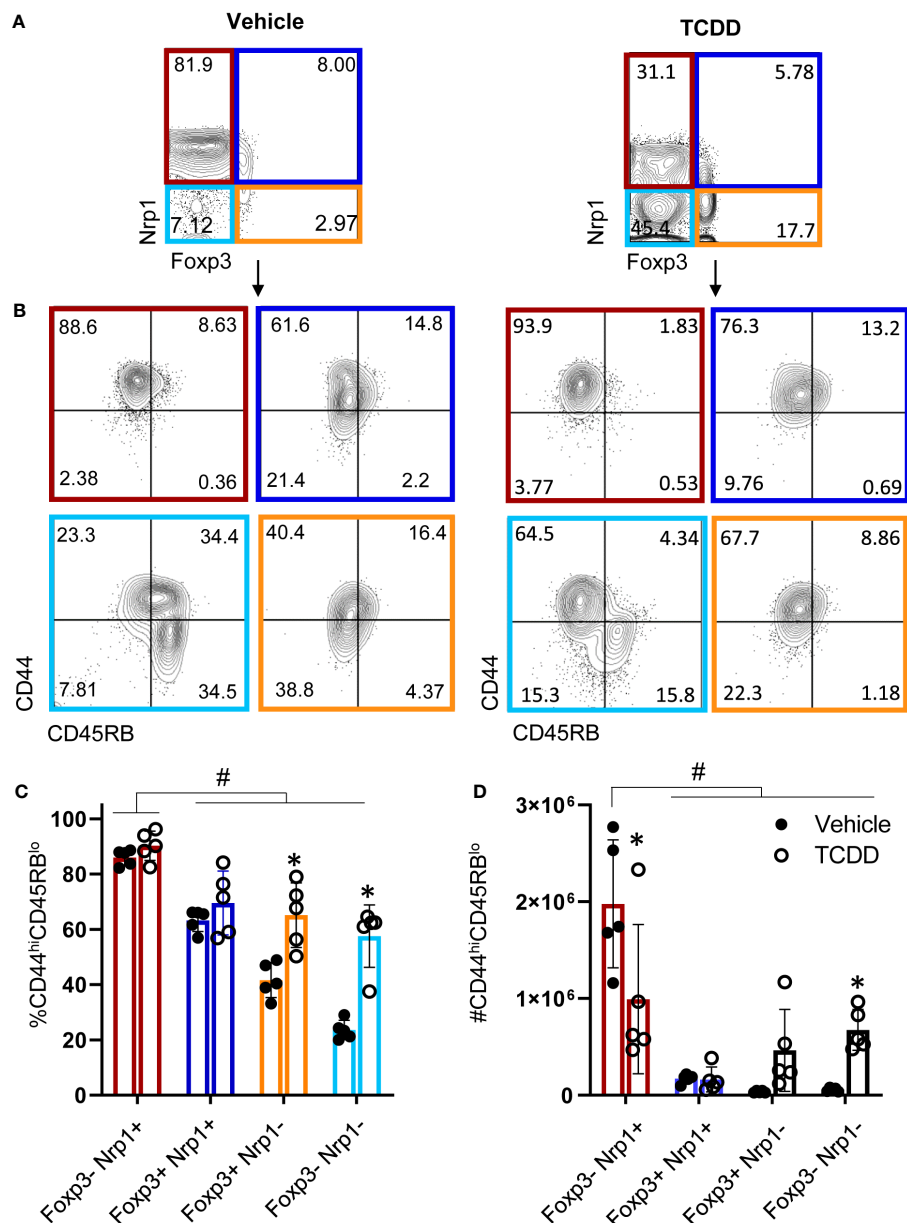 A
Vehicle
TCDD
81.9 8.00
31.1 5.78
Nrp1
7.12 2.97
Nrp1
45.4 17.7
Foxp3
Foxp3
B
88.6 8.63 61.6 14.8
93.9 1.83 76.3 13.2
2.38 0.36 21.4 2.2
3.77 0.53 9.76 0.69
23.3 34.4 40.4 16.4
64.5 4.34 67.7 8.86
CD44
7.81 34.5 38.8 4.37
CD44
15.3 15.8 22.3 1.18
CD45RB
CD45RB
C
#
* *
%CD44hiCD45RBlo
100
80
60
40
20
0
Foxp3- Nrp1+
Foxp3+ Nrp1+
Foxp3+ Nrp1-
Foxp3- Nrp1-
D
#
* *
Vehicle
TCDD
#CD44hiCD45RBlo
3×10⁶
2×10⁶
1×10⁶
0
Foxp3- Nrp1+
Foxp3+ Nrp1+
Foxp3+ Nrp1-
Foxp3- Nrp1-